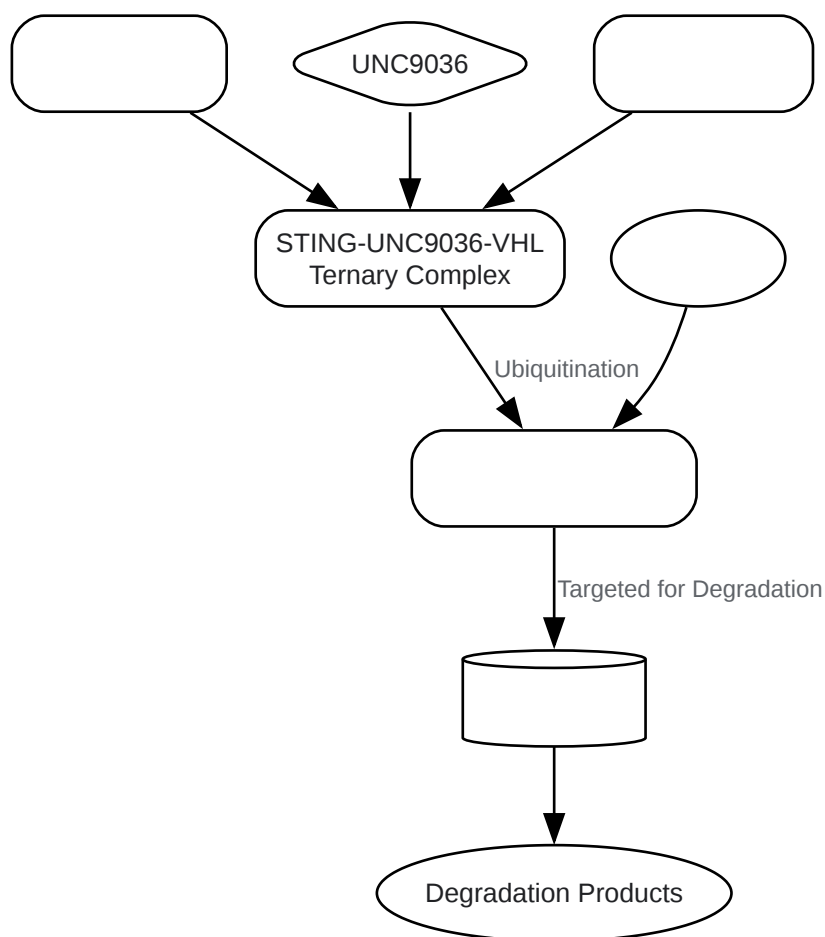 UNC9036
STING-UNC9036-VHL
Ternary Complex
Ubiquitination
Targeted for Degradation
Degradation Products